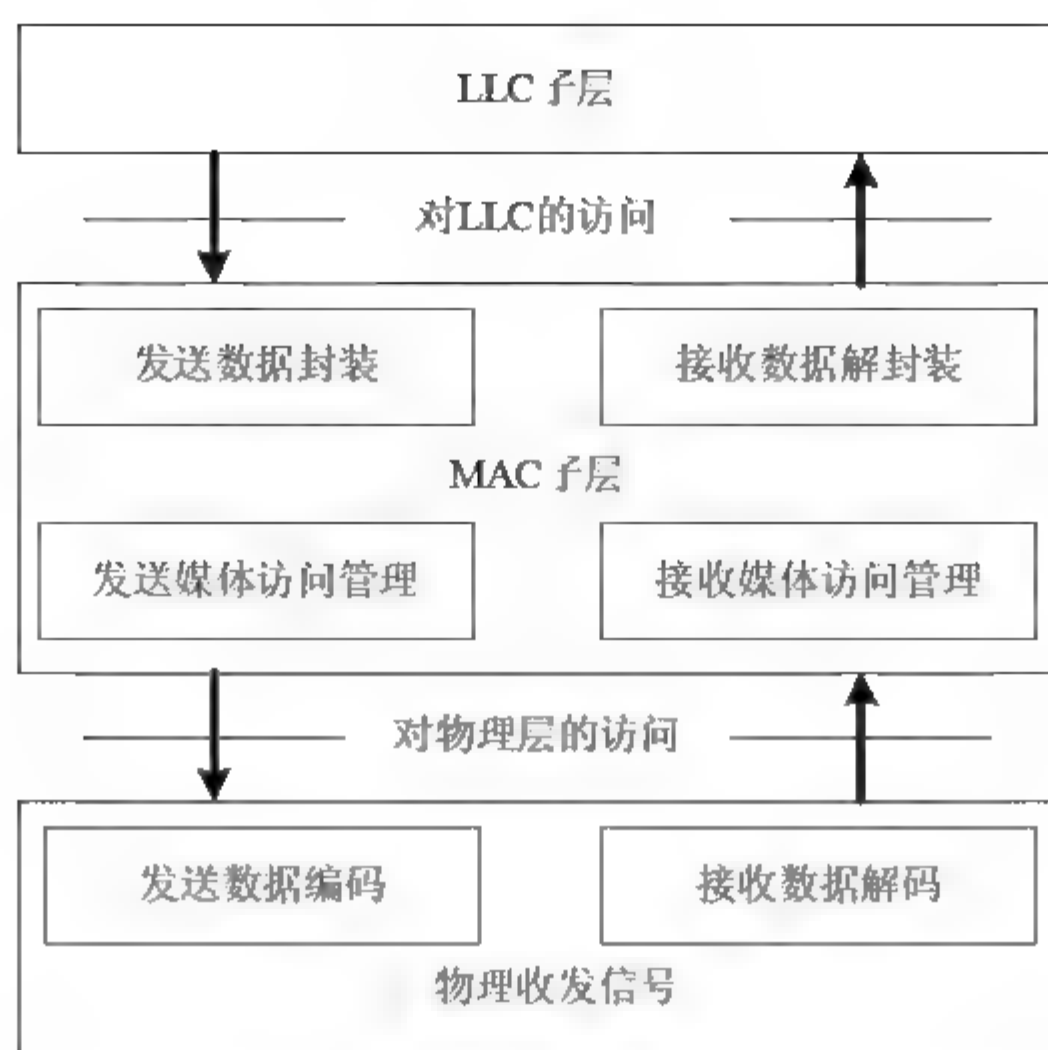 LLC 子层
对LLC的访问
发送数据封装
接收数据解封装
MAC 子层
发送媒体访问管理
接收媒体访问管理
对物理层的访问
发送数据编码
接收数据解码
物理收发信号